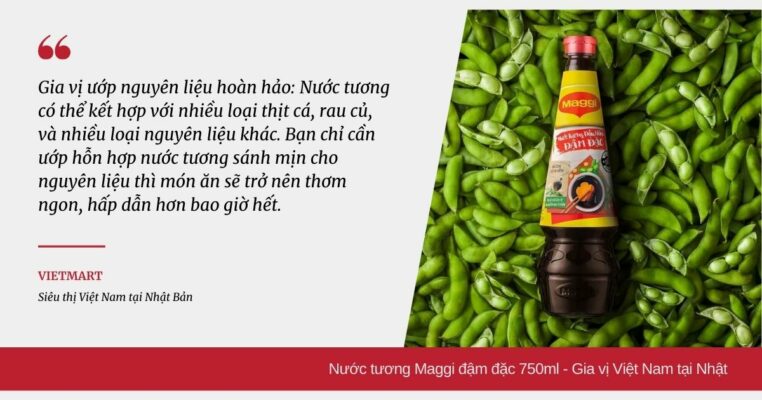 Gia vị ướp nguyên liệu hoàn hảo: Nước tương
có thể kết hợp với nhiều loại thịt cá, rau củ,
và nhiều loại nguyên liệu khác. Bạn chỉ cần
ướp hỗn hợp nước tương sánh mịn cho
nguyên liệu thì món ăn sẽ trở nên thơm
ngon, hấp dẫn hơn bao giờ hết.
VIETMART
Siêu thị Việt Nam tại Nhật Bản
Maggi
ĐẬM ĐẶC
Nước tương Maggi đậm đặc 750ml - Gia vị Việt Nam tại Nhật